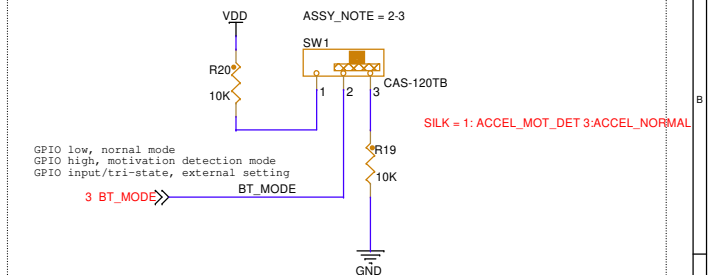 VDD
ASSY_NOTE = 2-3
SW1
R20
CAS-120TB
10K
1
2
3
B
SILK = 1: ACCEL_MOT_DET 3:ACCEL_NORMAL
GPIO low, nornal mode
GPIO high, motivation detection mode
GPIO input/tri-state, external setting
R19
10K
3 BT_MODE
BT_MODE
GND